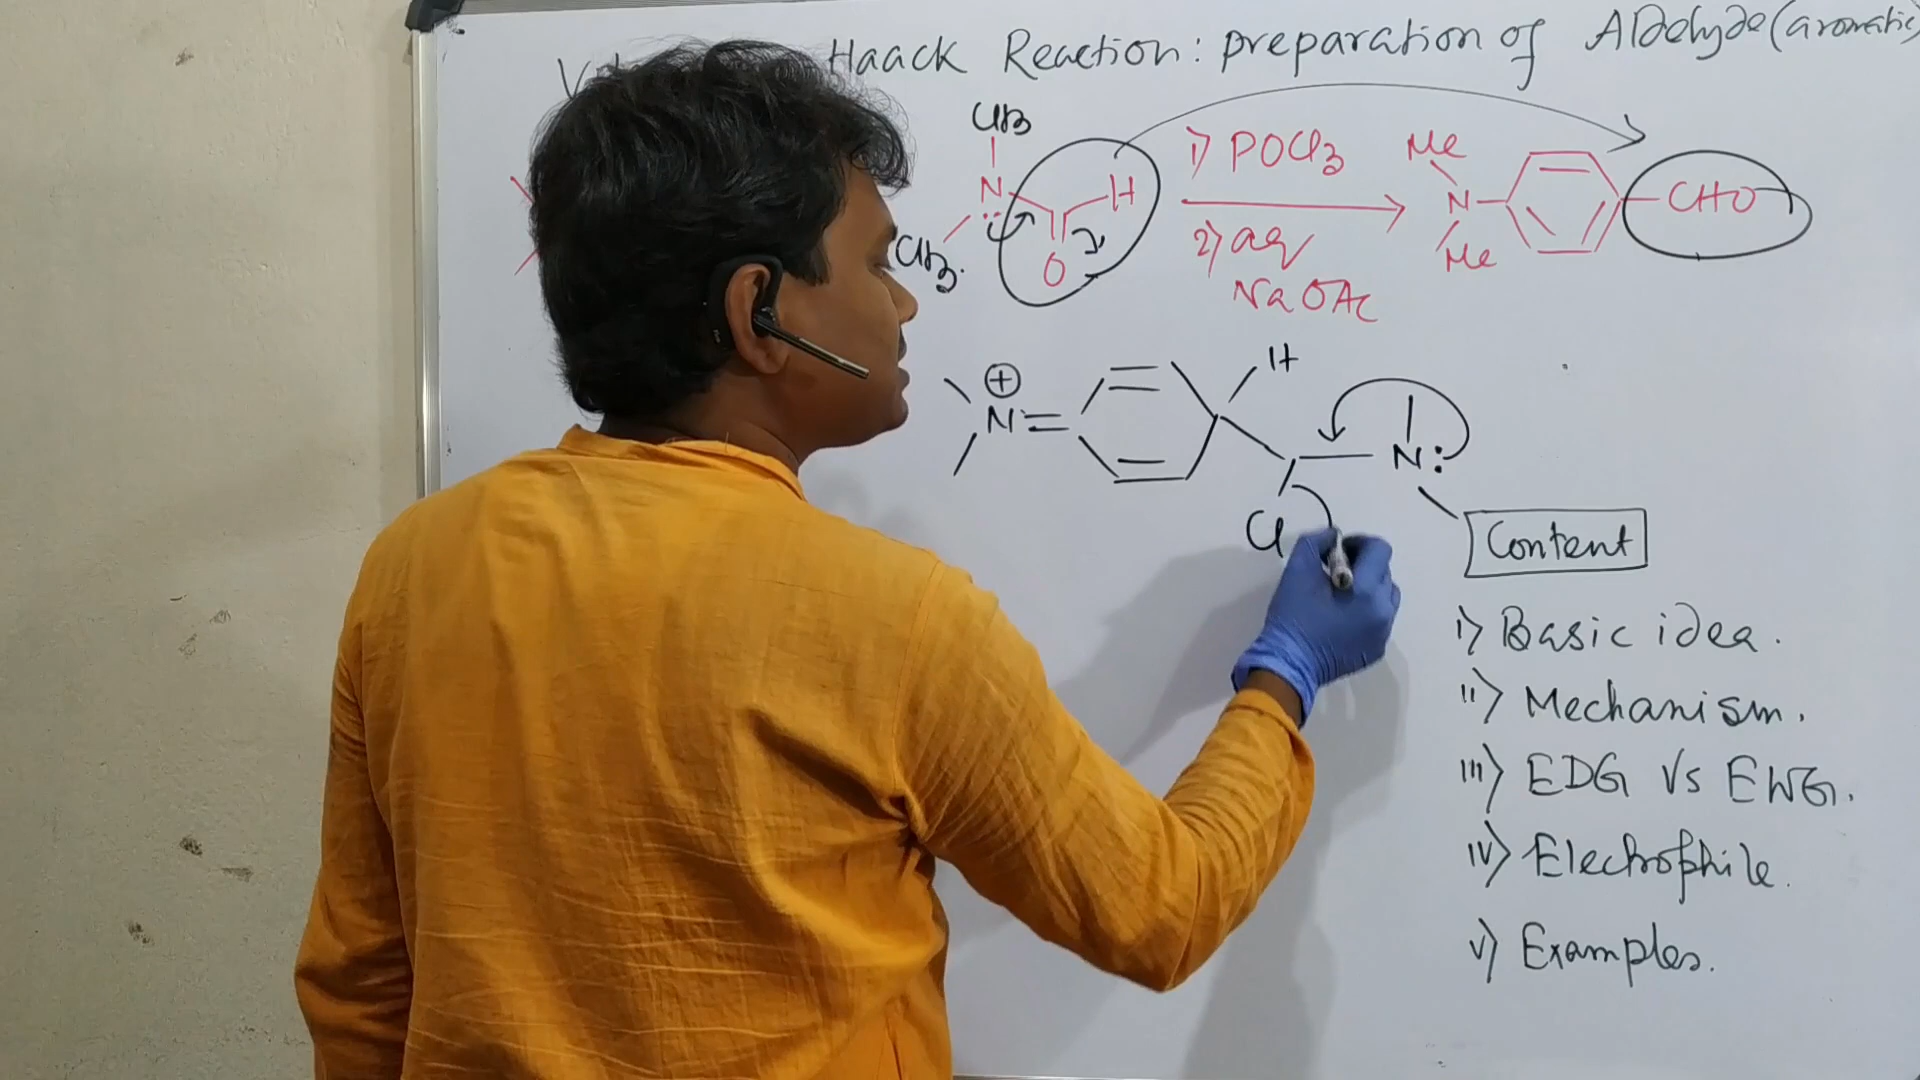 Haack Reaction: preparation of Aldehyde (aromatic)
CH3
N
CH3.
H
O
1) POCl3
2) aq
NaOAc
Me
N
Me
CHO
+
N
H
N:
Cl
Content
i) Basic idea.
ii) Mechanism.
iii) EDG Vs EWG.
iv) Electrophile.
v) Examples.